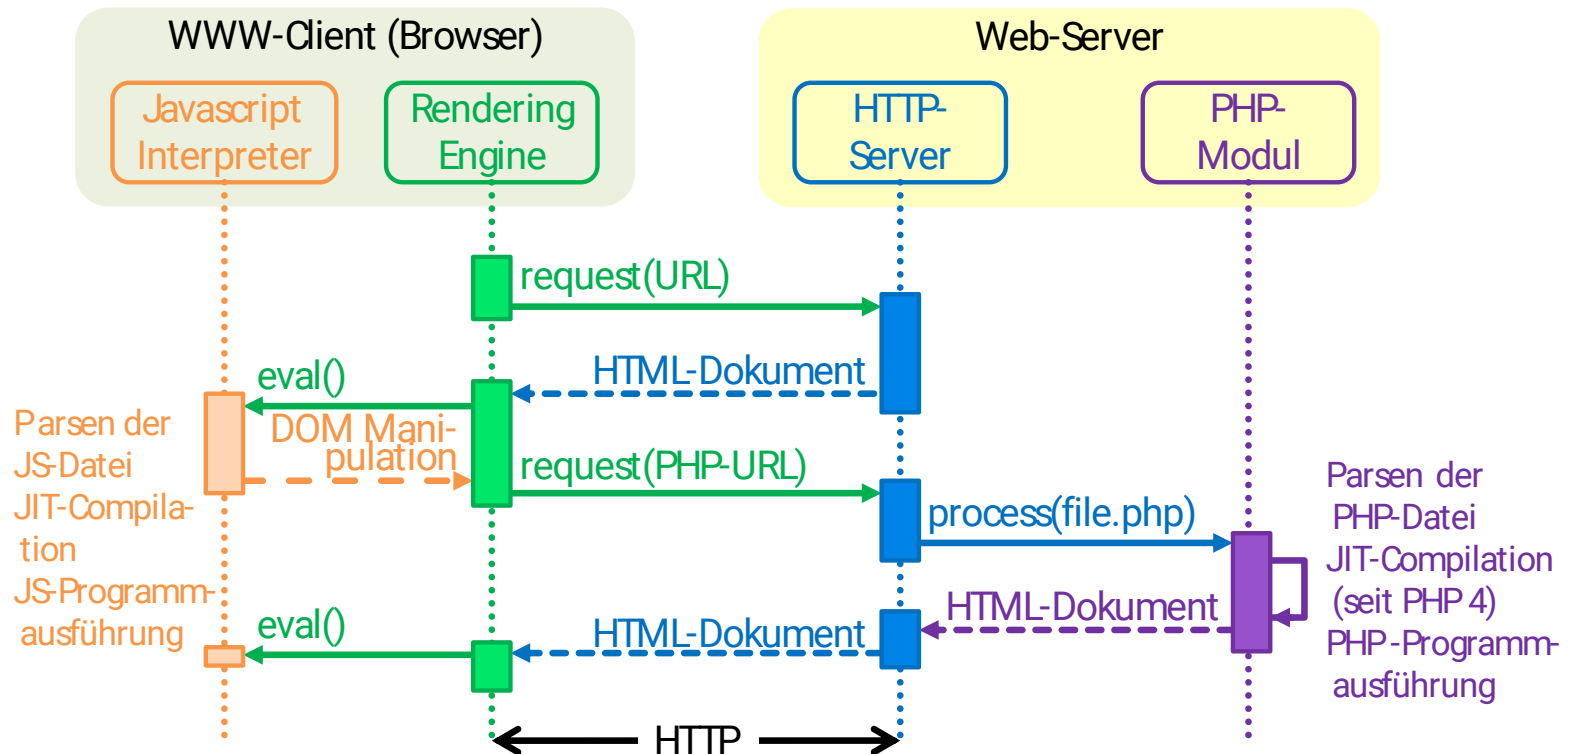 WWW-Client (Browser)
Web-Server
Javascript
Interpreter
Rendering
Engine
HTTP-
Server
PHP-
Modul
request(URL)
HTML-Dokument
eval()
DOM Mani-
pulation
request(PHP-URL)
process(file.php)
HTML-Dokument
HTML-Dokument
eval()
Parsen der
JS-Datei
JIT-Compila-
tion
JS-Programm-
ausführung
Parsen der
PHP-Datei
JIT-Compilation
(seit PHP 4)
PHP-Programm-
ausführung
HTTP